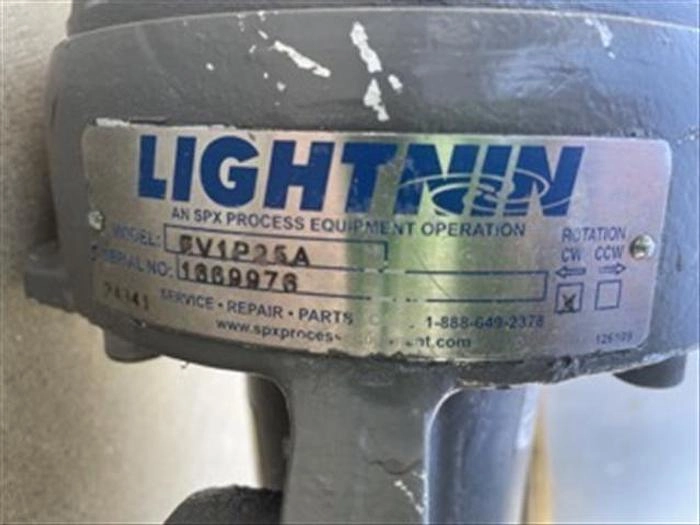 LIGHTNIN
AN SPX PROCESS EQUIPMENT OPERATION
MODEL: EV1P25A
SERIAL NO: 1669976
ROTATION
CW CCW
SERVICE • REPAIR • PARTS 1-888-649-2378